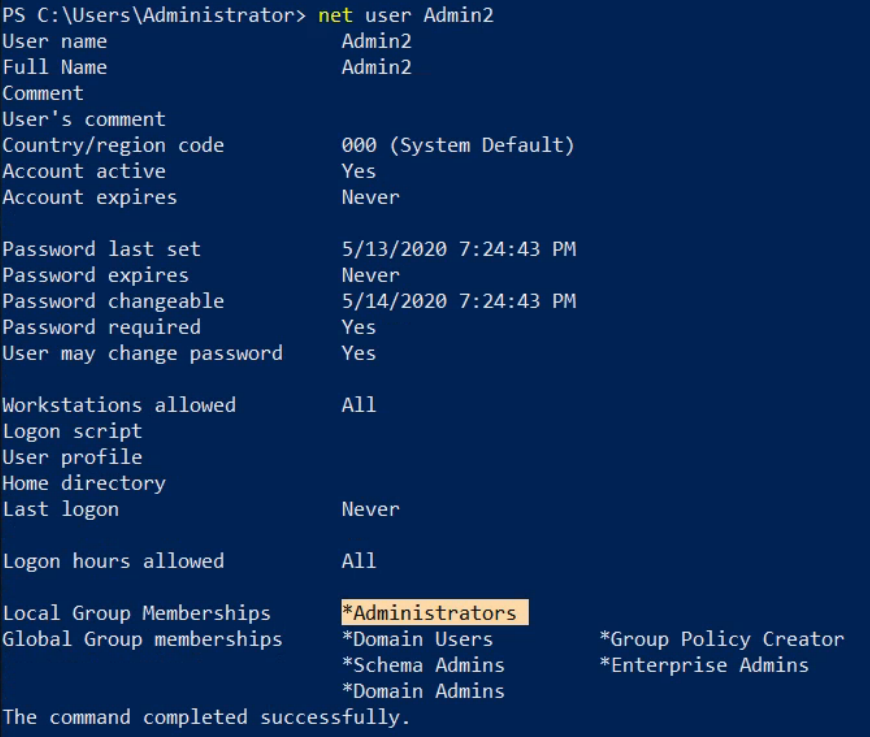 PS C:\Users\Administrator> net user Admin2
User name                    Admin2
Full Name                    Admin2
Comment
User's comment
Country/region code          000 (System Default)
Account active               Yes
Account expires              Never

Password last set            5/13/2020 7:24:43 PM
Password expires             Never
Password changeable          5/14/2020 7:24:43 PM
Password required            Yes
User may change password     Yes

Workstations allowed         All
Logon script
User profile
Home directory
Last logon                   Never

Logon hours allowed          All

Local Group Memberships      *Administrators
Global Group memberships     *Domain Users         *Group Policy Creator
                             *Schema Admins        *Enterprise Admins
                             *Domain Admins
The command completed successfully.